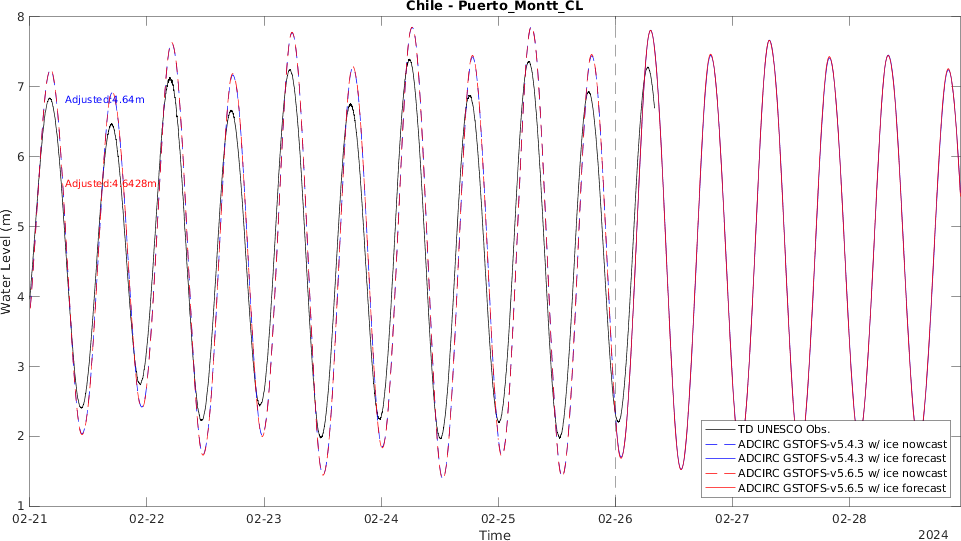 Chile - Puerto_Montt_CL
8
7
6
5
4
3
2
1
Water Level (m)
Adjusted:4.64m
Adjusted:4.6428m
TD UNESCO Obs.
ADCIRC GSTOFS-v5.4.3 w/ ice nowcast
ADCIRC GSTOFS-v5.4.3 w/ ice forecast
ADCIRC GSTOFS-v5.6.5 w/ ice nowcast
ADCIRC GSTOFS-v5.6.5 w/ ice forecast
02-21 02-22 02-23 02-24 02-25 02-26 02-27 02-28
Time
2024